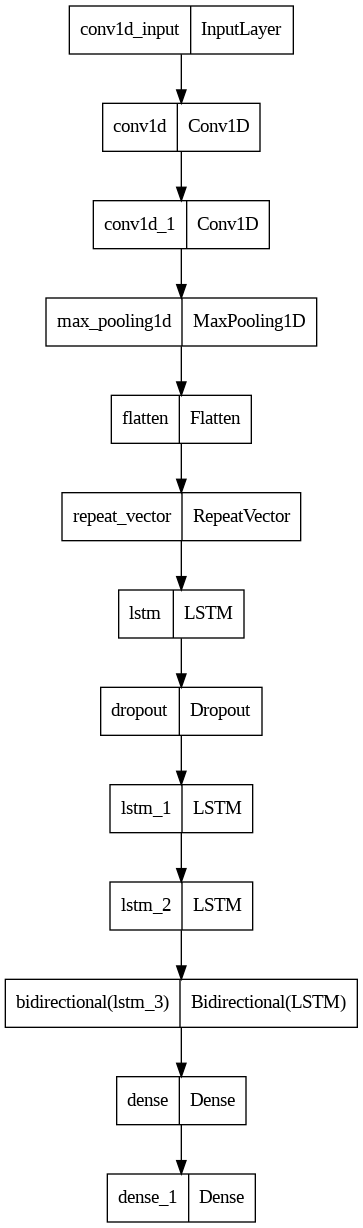 conv1d_input InputLayer
conv1d Conv1D
conv1d_1 Conv1D
max_pooling1d MaxPooling1D
flatten Flatten
repeat_vector RepeatVector
lstm LSTM
dropout Dropout
lstm_1 LSTM
lstm_2 LSTM
bidirectional(lstm_3) Bidirectional(LSTM)
dense Dense
dense_1 Dense